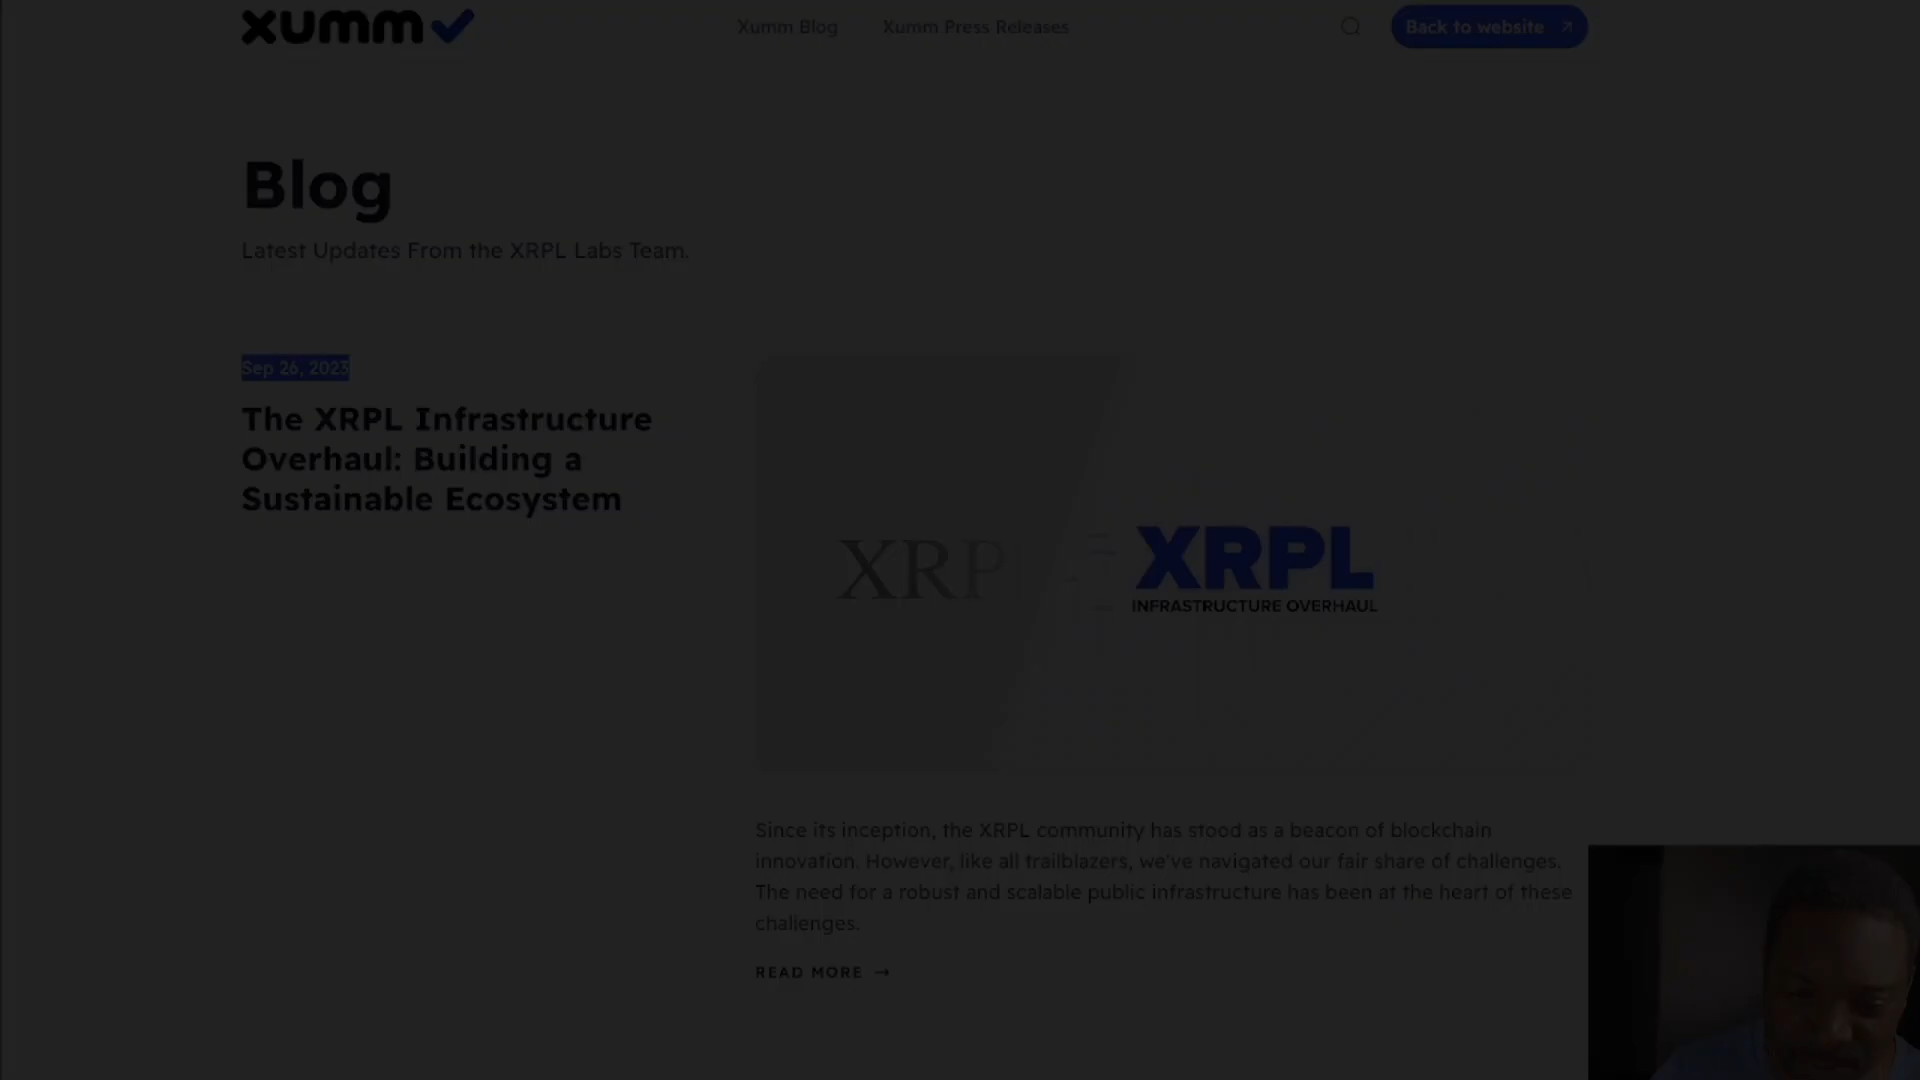 xumm
Xumm Blog
Xumm Press Releases
Back to website
Blog
Latest Updates From the XRPL Labs Team.
Sep 26, 2023
The XRPL Infrastructure
Overhaul: Building a
Sustainable Ecosystem
XRP
XRPL
INFRASTRUCTURE OVERHAUL
Since its inception, the XRPL community has stood as a beacon of blockchain
innovation. However, like all trailblazers, we've navigated our fair share of challenges.
The need for a robust and scalable public infrastructure has been at the heart of these
challenges.
READ MORE →